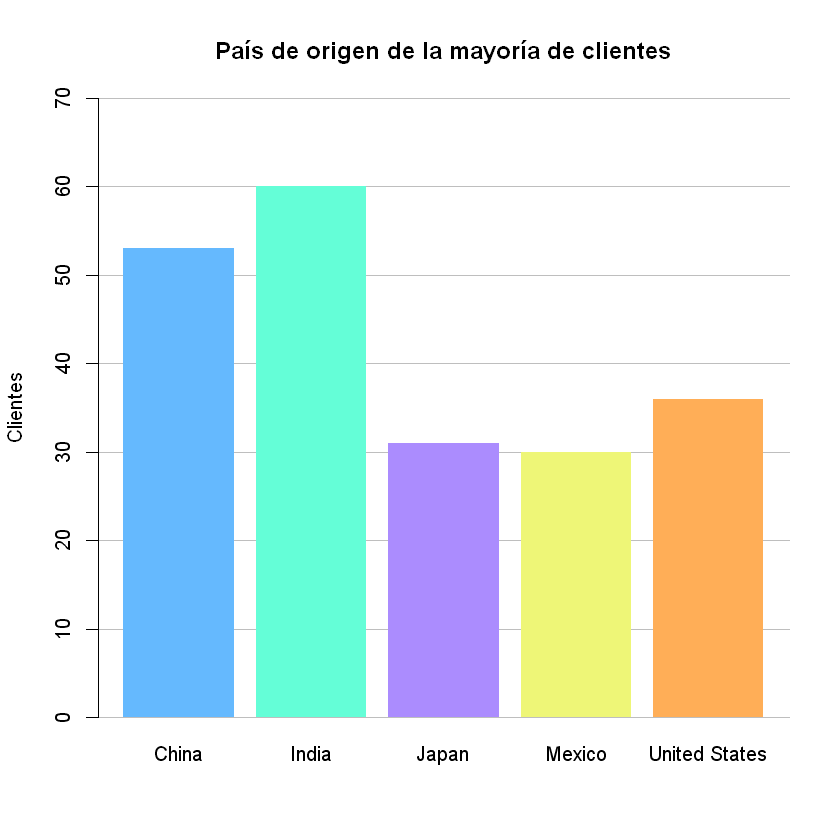 País de origen de la mayoría de clientes
70
60
50
40
30
20
10
0
Clientes
China India Japan Mexico United States